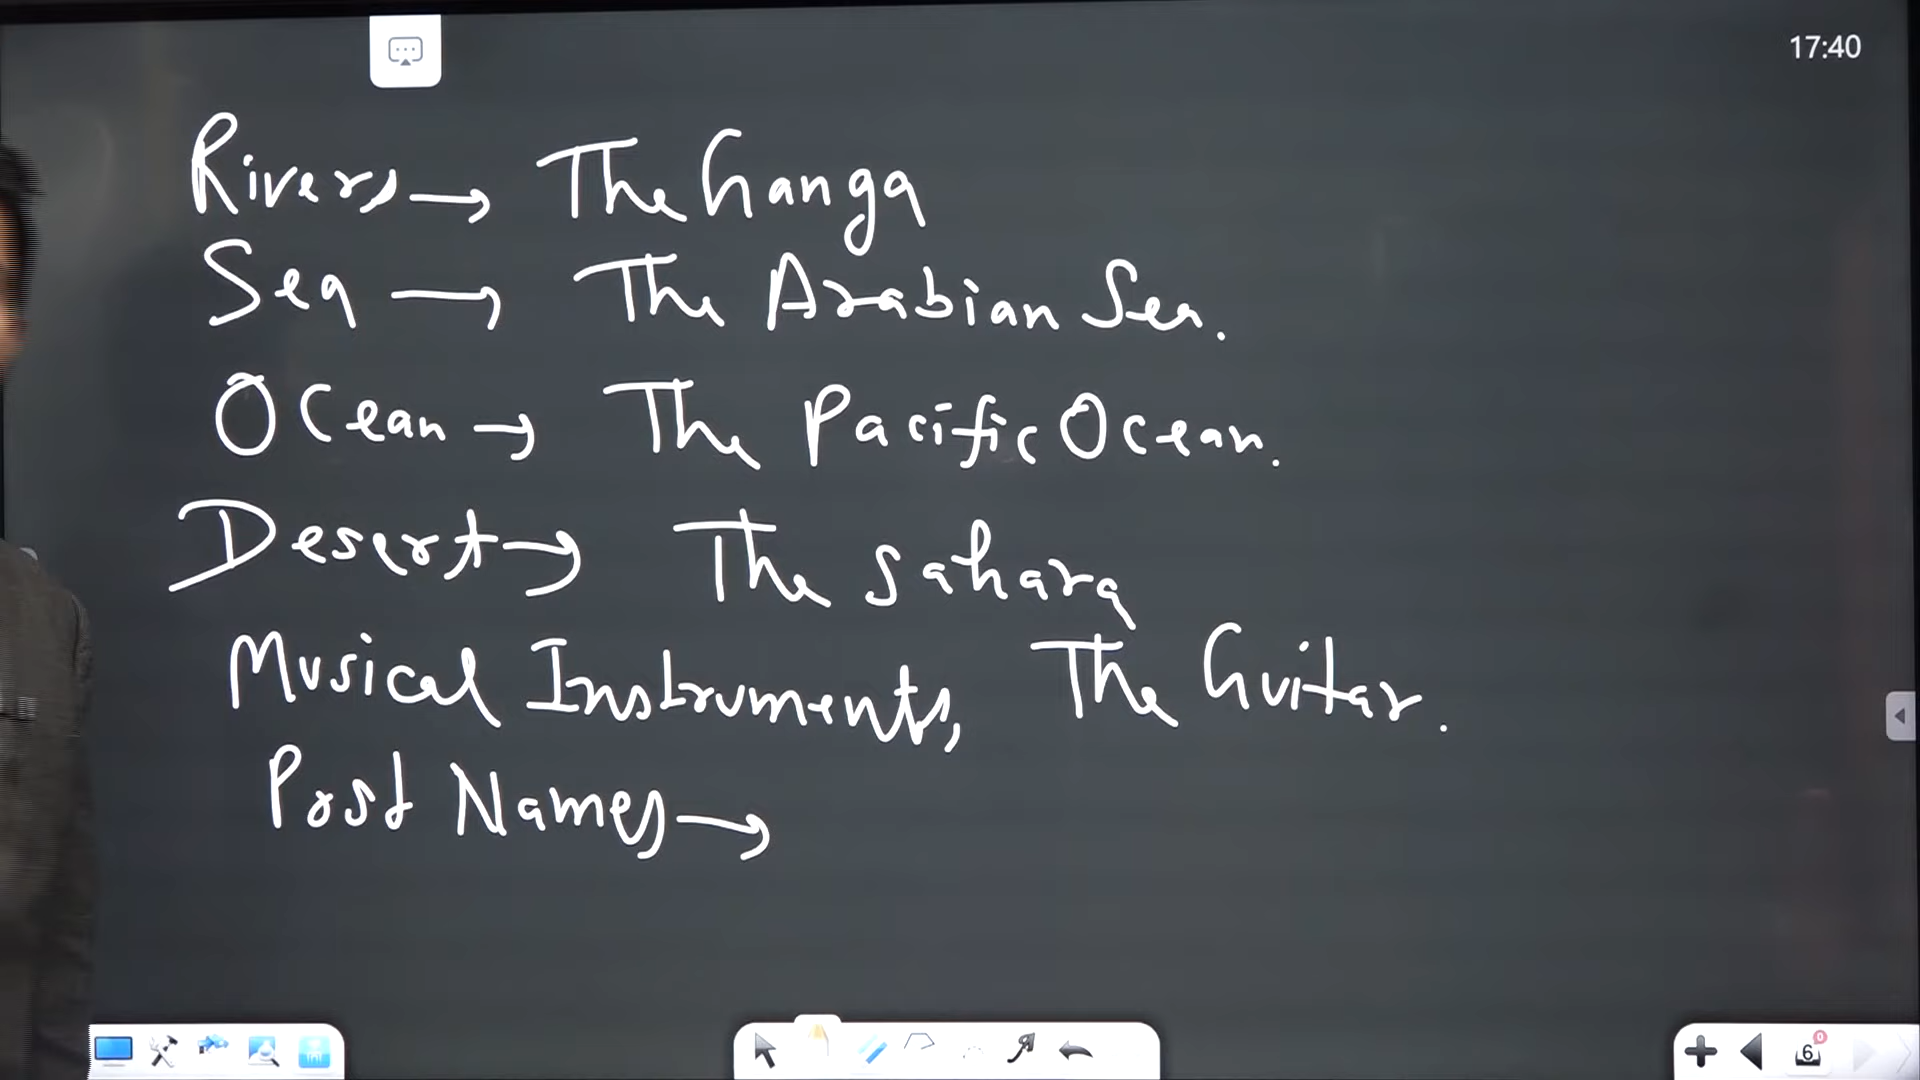 17:40
Rivers → The Ganga
Sea → The Arabian Sea.
Ocean → The Pacific Ocean.
Desert → The Sahara
Musical Instruments, The Guitar.
Post Names →
6